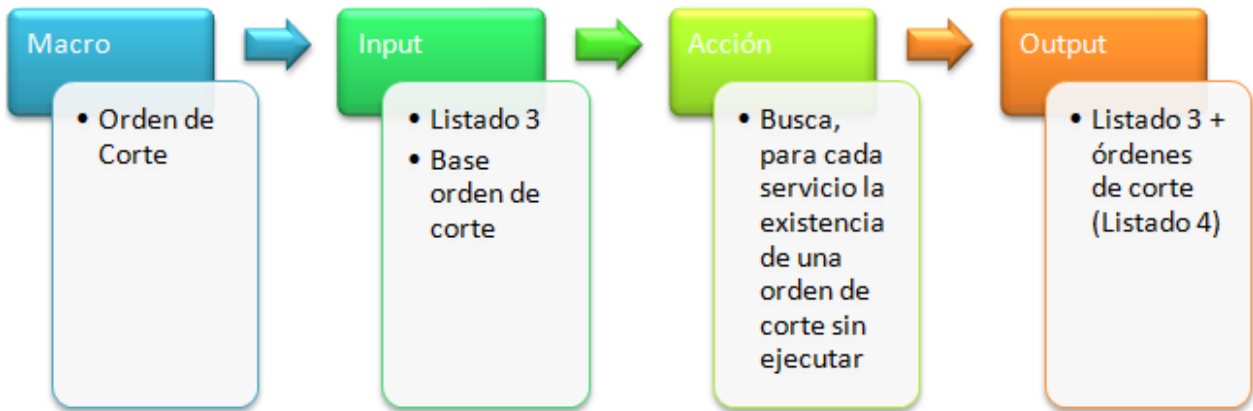 Macro
• Orden de
Corte
Input
• Listado 3
• Base
orden de
corte
Acción
• Busca,
para cada
servicio la
existencia
de una
orden de
corte sin
ejecutar
Output
• Listado 3 +
órdenes
de corte
(Listado 4)